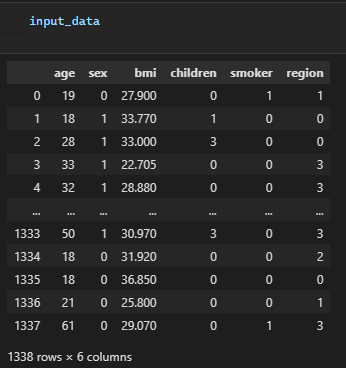 input_data
age sex bmi children smoker region
0 19 0 27.900 0 1 1
1 18 1 33.770 1 0 0
2 28 1 33.000 3 0 0
3 33 1 22.705 0 0 3
4 32 1 28.880 0 0 3
... ... ... ... ... ... ...
1333 50 1 30.970 3 0 3
1334 18 0 31.920 0 0 2
1335 18 0 36.850 0 0 0
1336 21 0 25.800 0 0 1
1337 61 0 29.070 0 1 3
1338 rows × 6 columns